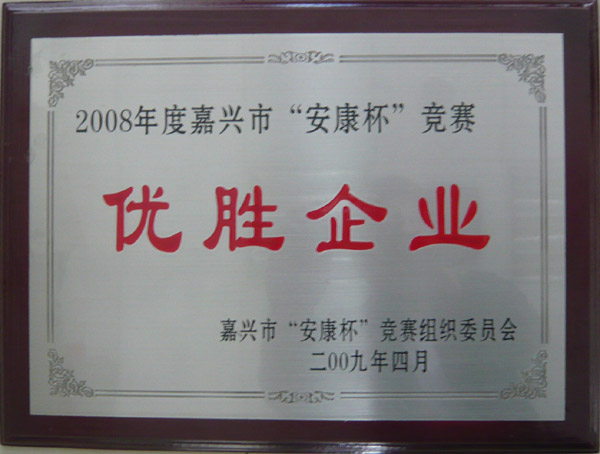 2008年度嘉兴市“安康杯”竞赛
优胜企业
嘉兴市“安康杯”竞赛组织委员会
二00九年四月